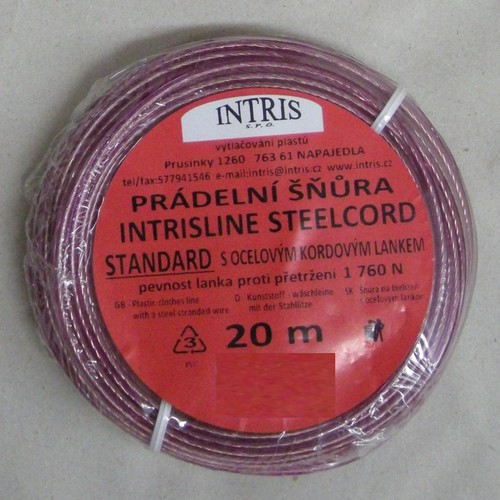 INTRIS
s.r.o.
vytlačování plastů
Prusinky 1260 763 61 NAPAJEDLA
tel/fax:577941546 e-mail:intris@intris.cz www.intris.cz
PRÁDELNÍ ŠŇŮRA
INTRISLINE STEELCORD
STANDARD S OCELOVÝM KORDOVÝM LANKEM
pevnost lanka proti přetržení 1 760 N
GB - Plastic clothes line D Kunststoff - wäschleine SK Šnúra na bielizeň
with a steel stranded wire mit der Stahllitze s oceľovým lankom
20 m
3
PVC